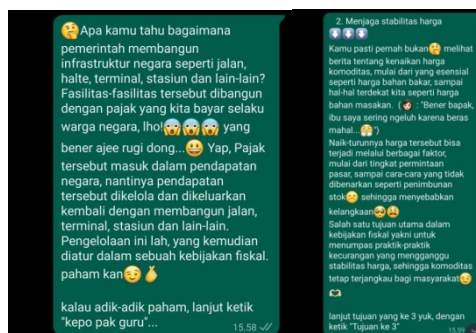 🤔Apa kamu tahu bagaimana
pemerintah membangun
infrastruktur negara seperti jalan,
halte, terminal, stasiun dan lain-lain?
Fasilitas-fasilitas tersebut dibangun
dengan pajak yang kita bayar selaku
warga negara, lho!😱😱😱 yang
bener ajee rugi dong...😃 Yap, Pajak
tersebut masuk dalam pendapatan
negara, nantinya pendapatan
tersebut dikelola dan dikeluarkan
kembali dengan membangun jalan,
terminal, stasiun dan lain-lain.
Pengelolaan ini lah, yang kemudian
diatur dalam sebuah kebijakan fiskal.
paham kan😉
kalau adik-adik paham, lanjut ketik
"kepo pak guru"...
15.58
2. Menjaga stabilitas harga
⬇️⬇️⬇️
Kamu pasti pernah bukan🤔 melihat
berita tentang kenaikan harga
komoditas, mulai dari yang esensial
seperti harga bahan bakar, sampai
hal-hal terdekat kita seperti harga
bahan masakan. ( : "Bener bapak,
ibu saya sering ngeluh karena beras
mahal... ")
Naik-turunnya harga tersebut bisa
terjadi melalui berbagai faktor,
mulai dari tingkat permintaan
pasar, sampai cara-cara yang tidak
dibenarkan seperti penimbunan
stok sehingga menyebabkan
kelangkaan
Salah satu tujuan utama dalam
kebijakan fiskal yakni untuk
menumpas praktik-praktik
kecurangan yang mengganggu
stabilitas harga, sehingga komoditas
tetap terjangkau bagi masyarakat
lanjut tujuan yang ke 3 yuk, dengan
ketik "Tujuan ke 3"
15.59